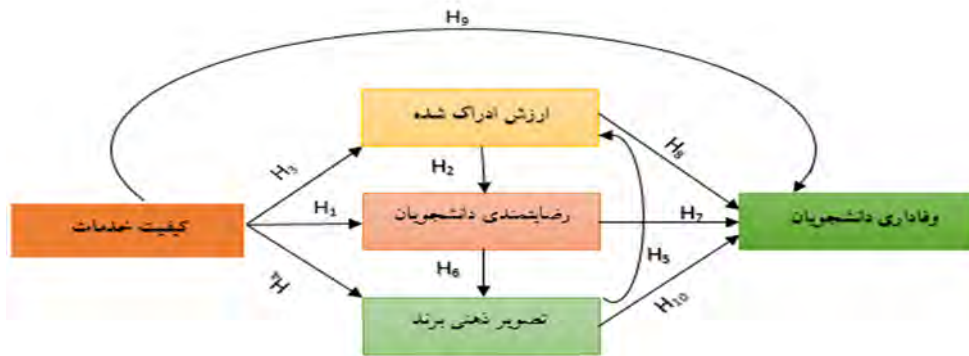 H₉
ارزش ادراک شده
H₃
H₂
H₈
کیفیت خدمات
H₁
رضایتمندی دانشجویان
H₇
وفاداری دانشجویان
H₄
H₆
H₅
تصویر ذهنی برند
H₁₀